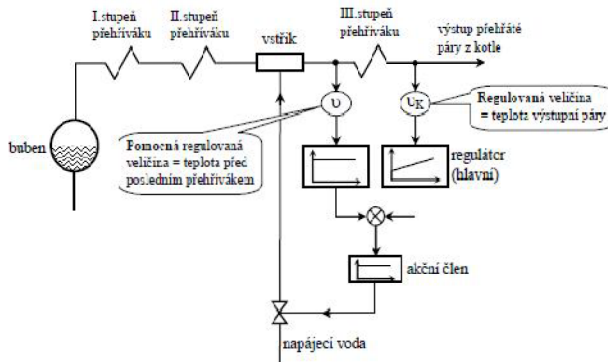 I.stupeň
přehříváku
II.stupeň
přehříváku
vstřik
III.stupeň
přehříváku
výstup přehřáté
páry z kotle
buben
υ
υK
Pomocná regulovaná
veličina = teplota před
posledním přehřívákem
Regulovaná veličina
= teplota výstupní páry
regulátor
(hlavní)
akční člen
napájecí voda